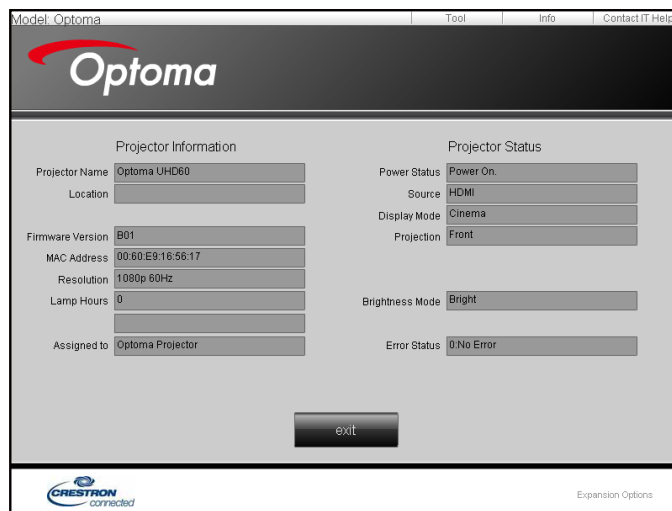 Model: Optoma
Tool
Info
Contact IT Help
Optoma
Projector Information
Projector Name
Optoma UHD60
Location
Firmware Version
B01
MAC Address
00:60:E9:16:56:17
Resolution
1080p 60Hz
Lamp Hours
0
Assigned to
Optoma Projector
Projector Status
Power Status
Power On.
Source
HDMI
Display Mode
Cinema
Projection
Front
Brightness Mode
Bright
Error Status
0:No Error
exit
CRESTRON
connected
Expansion Options